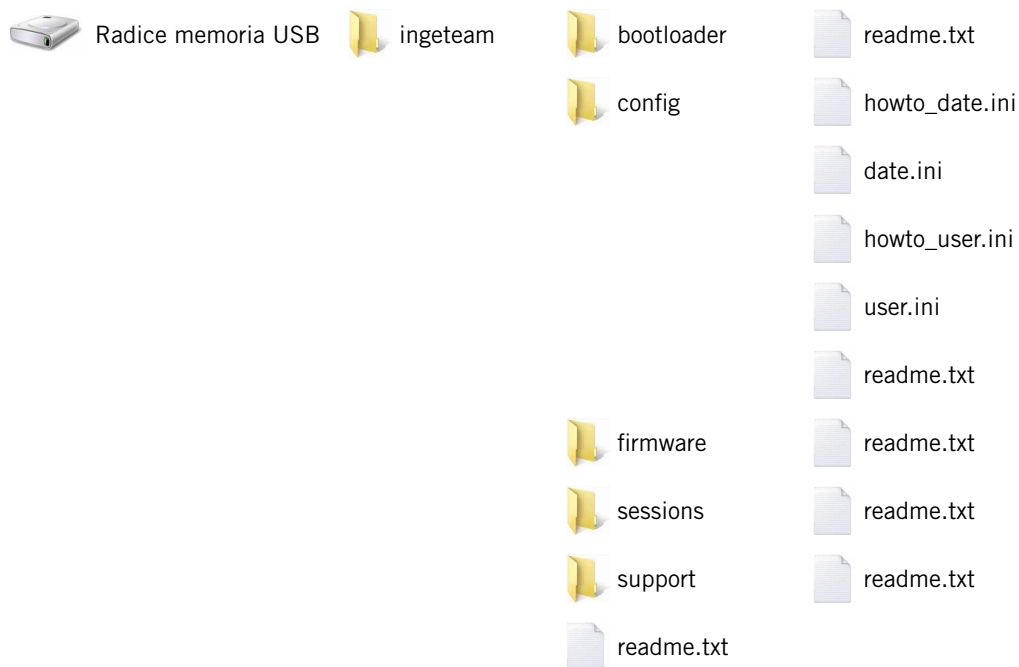 Radice memoria USB ingeteam bootloader readme.txt
config howto_date.ini
date.ini
howto_user.ini
user.ini
readme.txt
firmware readme.txt
sessions readme.txt
support readme.txt
readme.txt